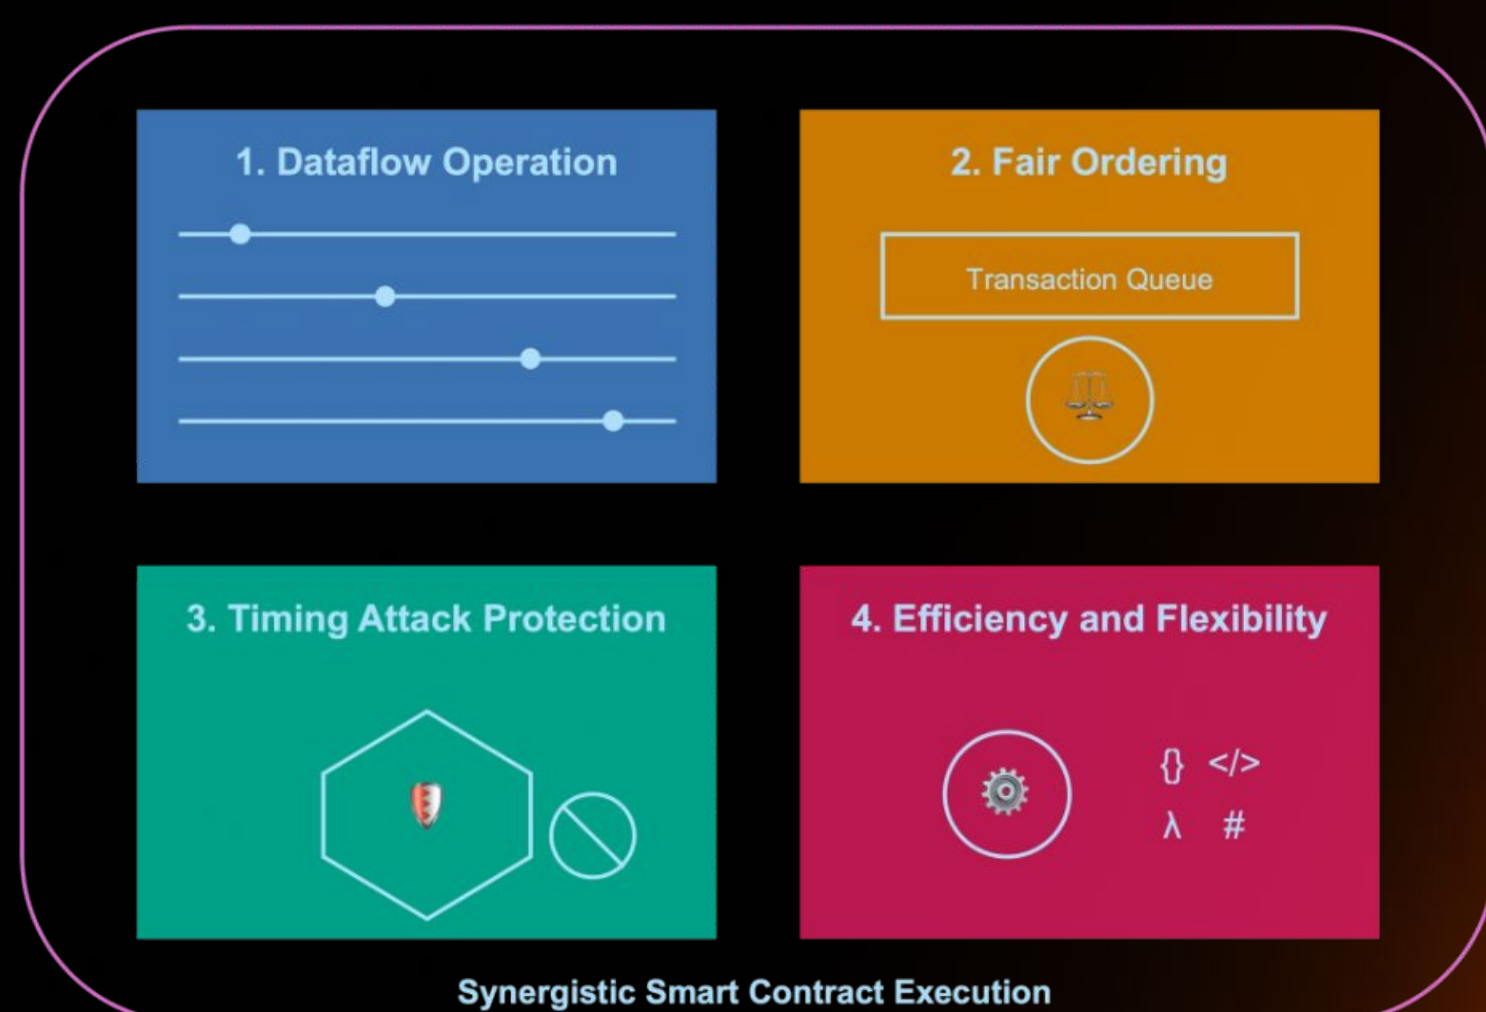 1. Dataflow Operation
2. Fair Ordering
Transaction Queue
3. Timing Attack Protection
4. Efficiency and Flexibility
{} </>
λ #
Synergistic Smart Contract Execution